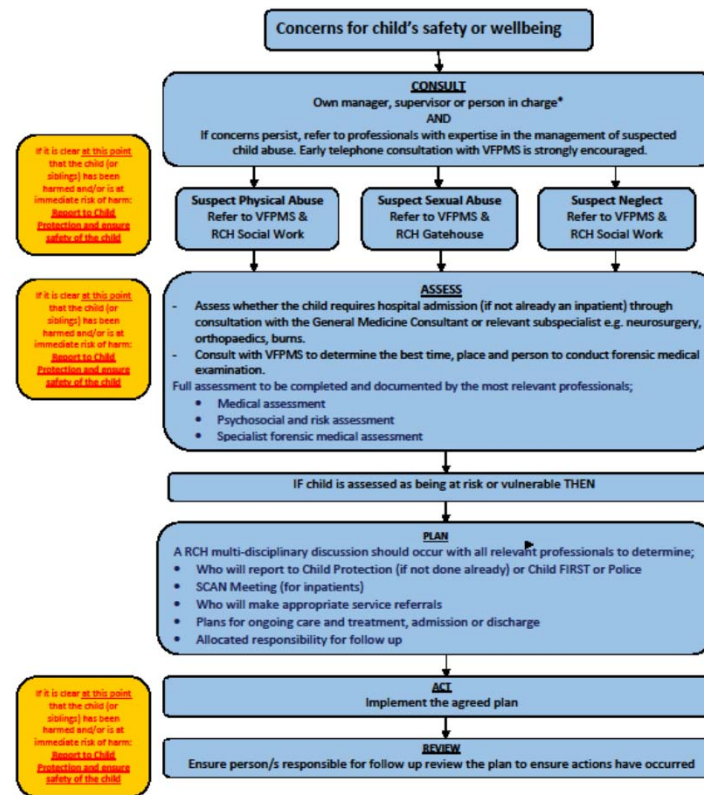 Concerns for child's safety or wellbeing
CONSULT
Own manager, supervisor or person in charge*
AND
If concerns persist, refer to professionals with expertise in the management of suspected
child abuse. Early telephone consultation with VFPMS is strongly encouraged.
If it is clear at this point
that the child (or
siblings) has been
harmed and/or is at
immediate risk of harm:
Report to Child
Protection and ensure
safety of the child
Suspect Physical Abuse
Refer to VFPMS &
RCH Social Work
Suspect Sexual Abuse
Refer to VFPMS &
RCH Gatehouse
Suspect Neglect
Refer to VFPMS &
RCH Social Work
If it is clear at this point
that the child (or
siblings) has been
harmed and/or is at
immediate risk of harm:
Report to Child
Protection and ensure
safety of the child
ASSESS
- Assess whether the child requires hospital admission (if not already an inpatient) through
consultation with the General Medicine Consultant or relevant subspecialist e.g. neurosurgery,
orthopaedics, burns.
- Consult with VFPMS to determine the best time, place and person to conduct forensic medical
examination.
Full assessment to be completed and documented by the most relevant professionals;
• Medical assessment
• Psychosocial and risk assessment
• Specialist forensic medical assessment
IF child is assessed as being at risk or vulnerable THEN
PLAN
A RCH multi-disciplinary discussion should occur with all relevant professionals to determine;
• Who will report to Child Protection (if not done already) or Child FIRST or Police
• SCAN Meeting (for inpatients)
• Who will make appropriate service referrals
• Plans for ongoing care and treatment, admission or discharge
• Allocated responsibility for follow up
If it is clear at this point
that the child (or
siblings) has been
harmed and/or is at
immediate risk of harm:
Report to Child
Protection and ensure
safety of the child
ACT
Implement the agreed plan
REVIEW
Ensure person/s responsible for follow up review the plan to ensure actions have occurred